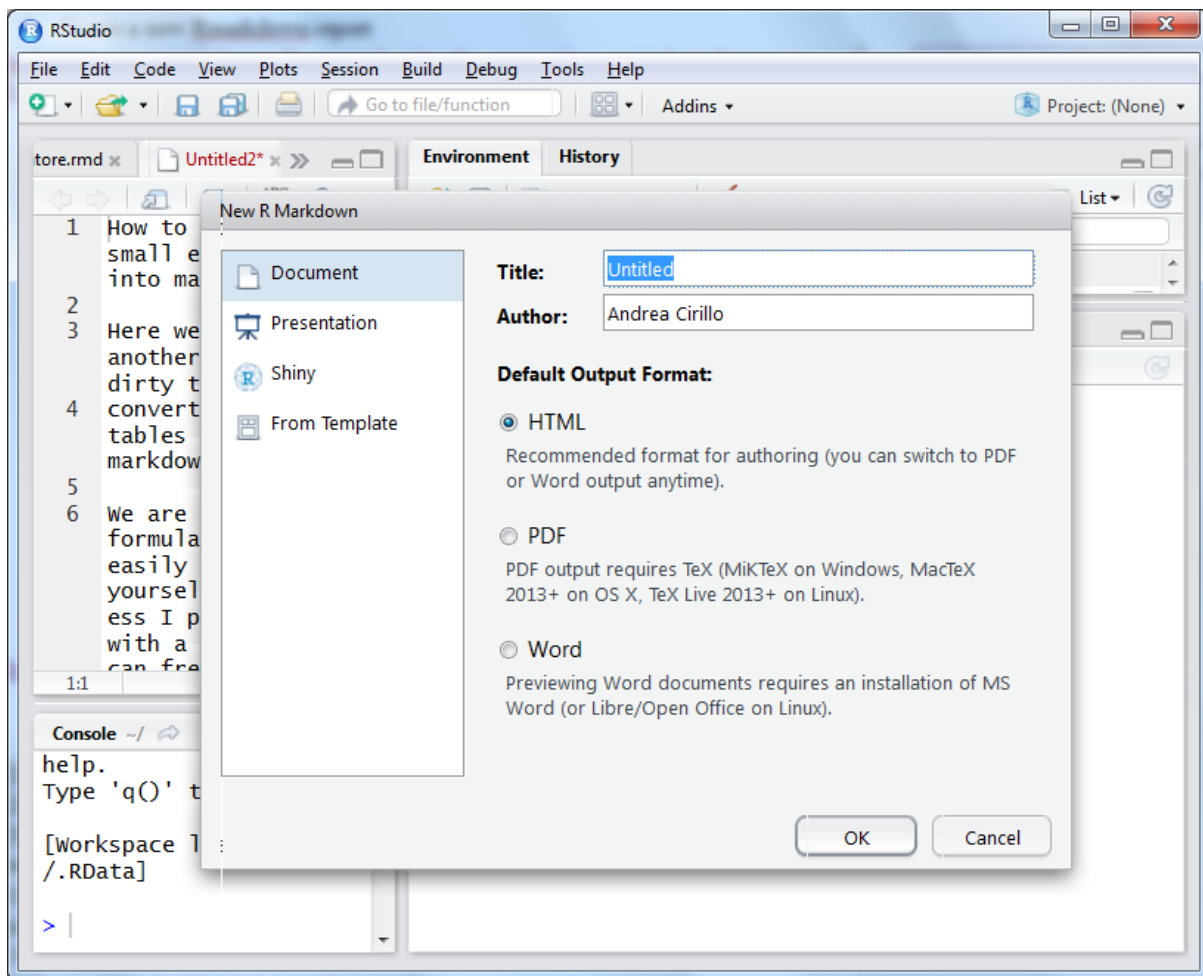 RStudio
File Edit Code View Plots Session Build Debug Tools Help
Go to file/function Addins Project: (None)
tore.rmd Untitled2* Environment History
List
New R Markdown
1 How to
small e
into ma
2
3 Here we
another
dirty t
4 convert
tables
markdow
5
6 We are
formula
easily
yoursel
ess I p
with a
can fre
1:1
Document
Presentation
Shiny
From Template
Title: Untitled
Author: Andrea Cirillo
Default Output Format:
HTML
Recommended format for authoring (you can switch to PDF
or Word output anytime).
PDF
PDF output requires TeX (MiKTeX on Windows, MacTeX
2013+ on OS X, TeX Live 2013+ on Linux).
Word
Previewing Word documents requires an installation of MS
Word (or Libre/Open Office on Linux).
OK Cancel
Console ~/
help.
Type 'q()' t
[Workspace l
/.RData]
>